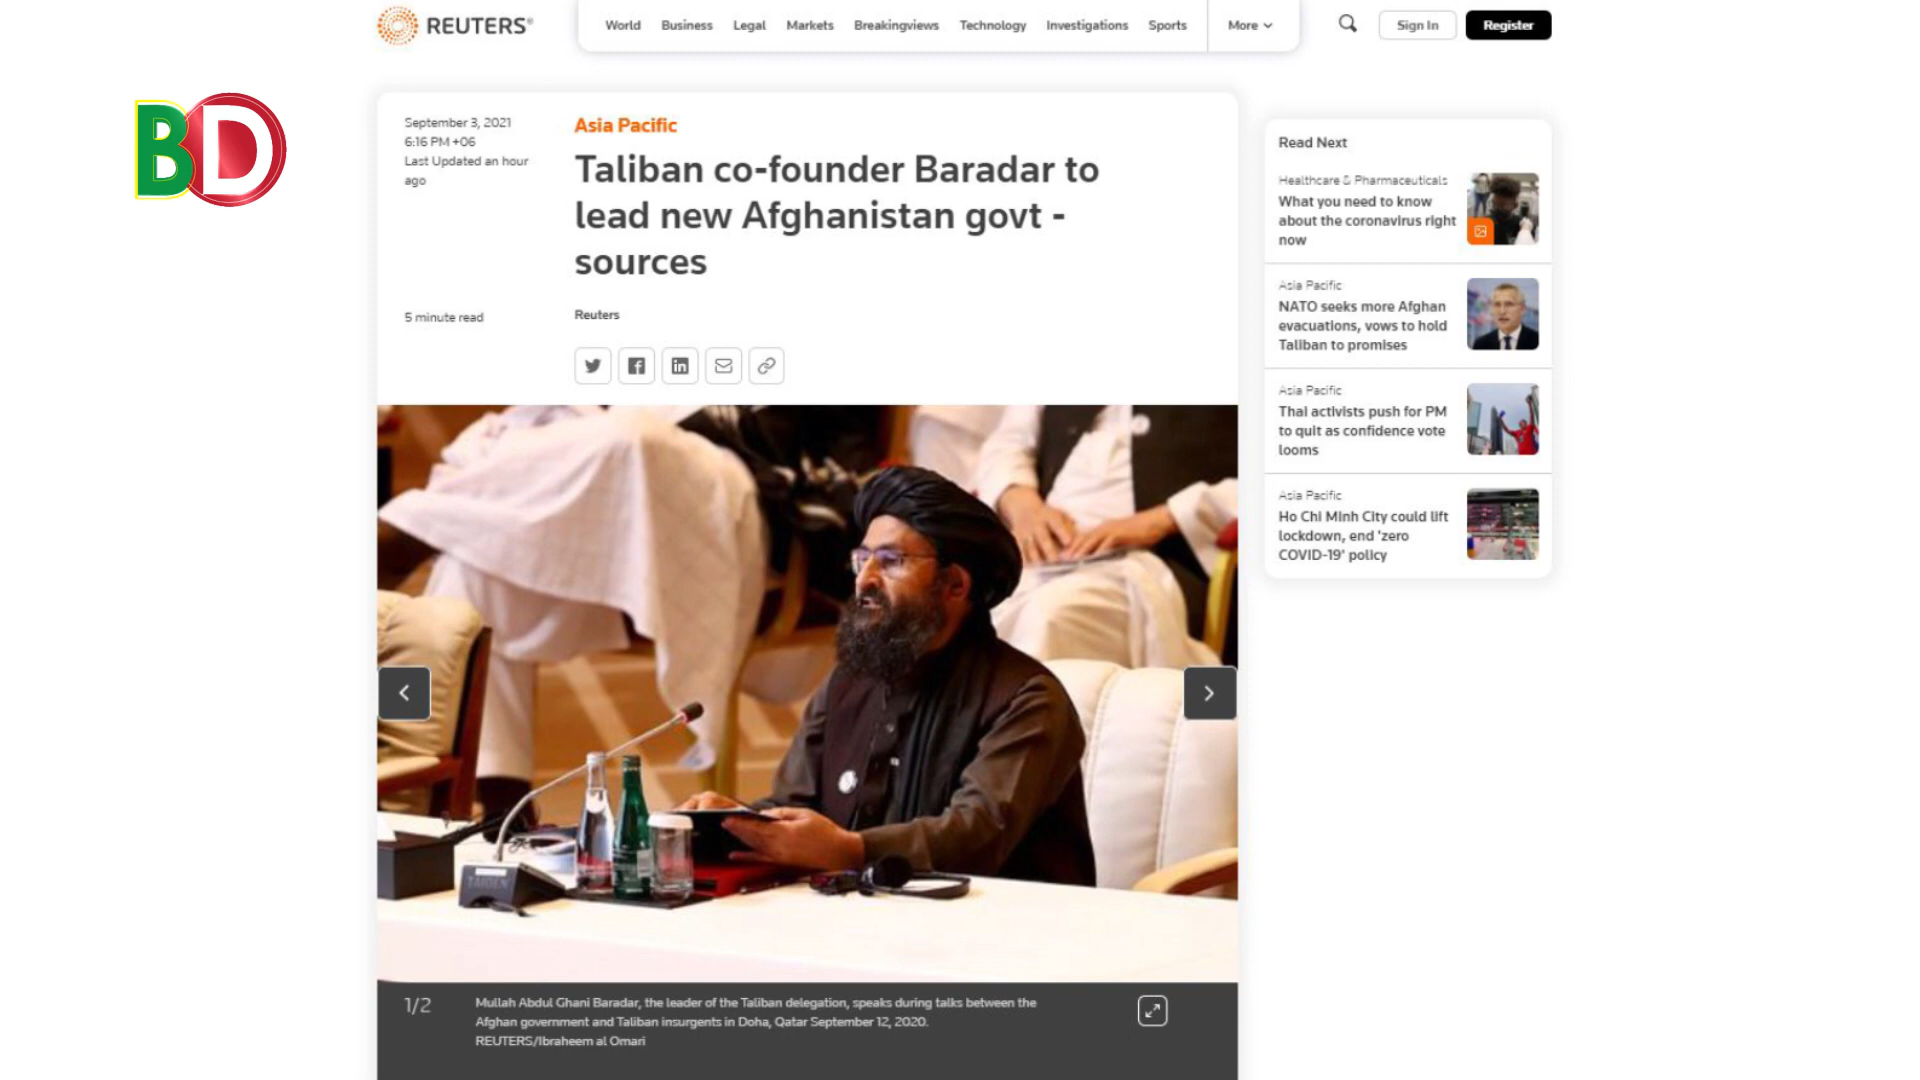 REUTERS®
World Business Legal Markets Breakingviews Technology Investigations Sports More
Sign In
Register
BD
September 3, 2021
6:16 PM +06
Last Updated an hour
ago
Asia Pacific
Taliban co-founder Baradar to
lead new Afghanistan govt -
sources
5 minute read
Reuters
TAIDEN
1/2
Mullah Abdul Ghani Baradar, the leader of the Taliban delegation, speaks during talks between the
Afghan government and Taliban insurgents in Doha, Qatar September 12, 2020.
REUTERS/Ibraheem al Omari
Read Next
Healthcare & Pharmaceuticals
What you need to know
about the coronavirus right
now
Asia Pacific
NATO seeks more Afghan
evacuations, vows to hold
Taliban to promises
Asia Pacific
Thai activists push for PM
to quit as confidence vote
looms
Asia Pacific
Ho Chi Minh City could lift
lockdown, end 'zero
COVID-19' policy